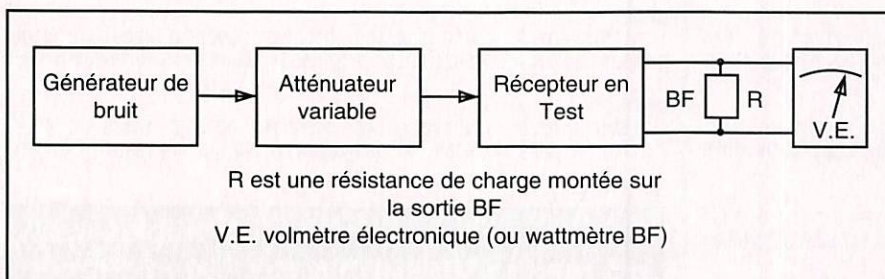 Générateur de
bruit
Atténuateur
variable
Récepteur en
Test
BF
R
V.E.
R est une résistance de charge montée sur
la sortie BF
V.E. volmètre électronique (ou wattmètre BF)